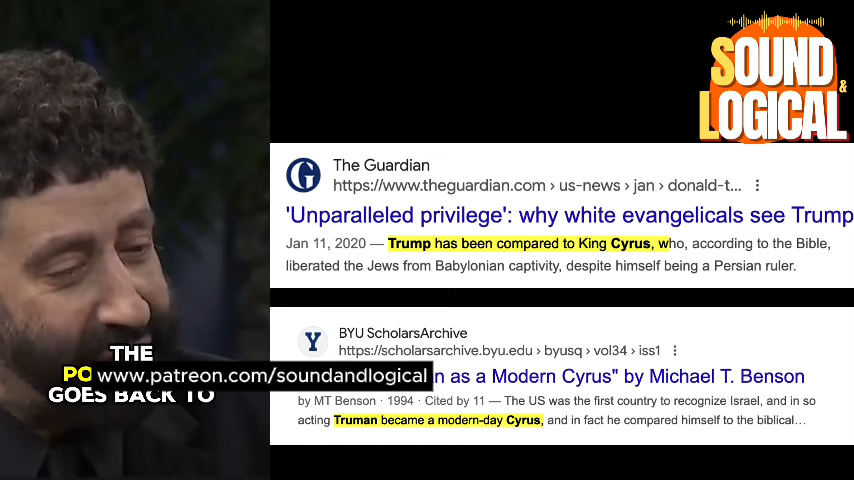 SOUND
&
LOGICAL
The Guardian
https://www.theguardian.com › us-news › jan › donald-t...
'Unparalleled privilege': why white evangelicals see Trump
Jan 11, 2020 — Trump has been compared to King Cyrus, who, according to the Bible,
liberated the Jews from Babylonian captivity, despite himself being a Persian ruler.
BYU ScholarsArchive
https://scholarsarchive.byu.edu › byusq › vol34 › iss1
n as a Modern Cyrus" by Michael T. Benson
by MT Benson · 1994 · Cited by 11 — The US was the first country to recognize Israel, and in so
acting Truman became a modern-day Cyrus, and in fact he compared himself to the biblical...
THE
PO
www.patreon.com/soundandlogical
GOES BACK TO